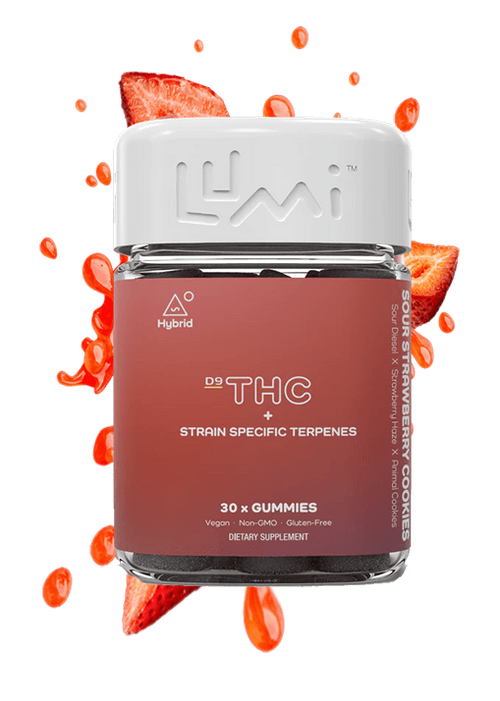 LUMi™
Hybrid
D9 THC
+
STRAIN SPECIFIC TERPENES
30 x GUMMIES
Vegan · Non-GMO · Gluten-Free
DIETARY SUPPLEMENT
SOUR STRAWBERRY COOKIES
Sour Diesel X Strawberry Haze X Animal Cookies